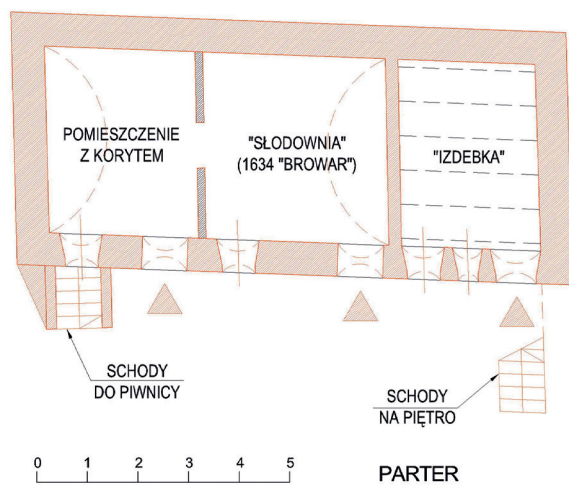 POMIESZCZENIE
Z KORYTEM
"SŁODOWNIA"
(1634 "BROWAR")
"IZDEBKA"
SCHODY
DO PIWNICY
SCHODY
NA PIĘTRO
0 1 2 3 4 5
PARTER